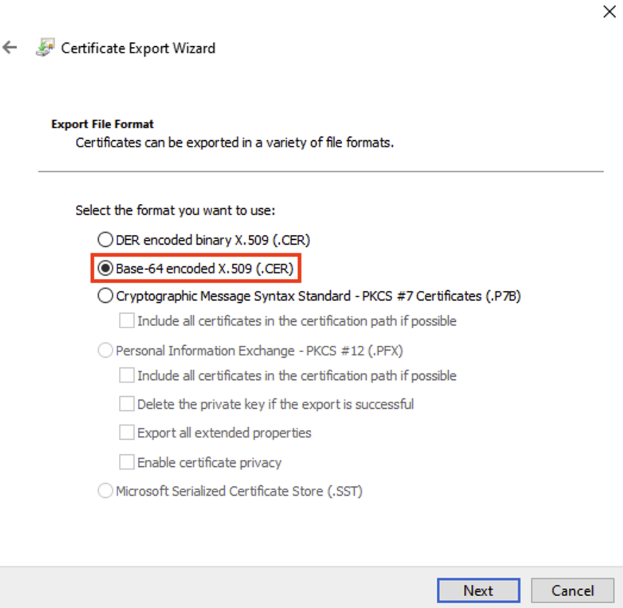 Certificate Export Wizard
Export File Format
Certificates can be exported in a variety of file formats.
Select the format you want to use:
DER encoded binary X.509 (.CER)
Base-64 encoded X.509 (.CER)
Cryptographic Message Syntax Standard - PKCS #7 Certificates (.P7B)
Include all certificates in the certification path if possible
Personal Information Exchange - PKCS #12 (.PFX)
Include all certificates in the certification path if possible
Delete the private key if the export is successful
Export all extended properties
Enable certificate privacy
Microsoft Serialized Certificate Store (.SST)
Next Cancel